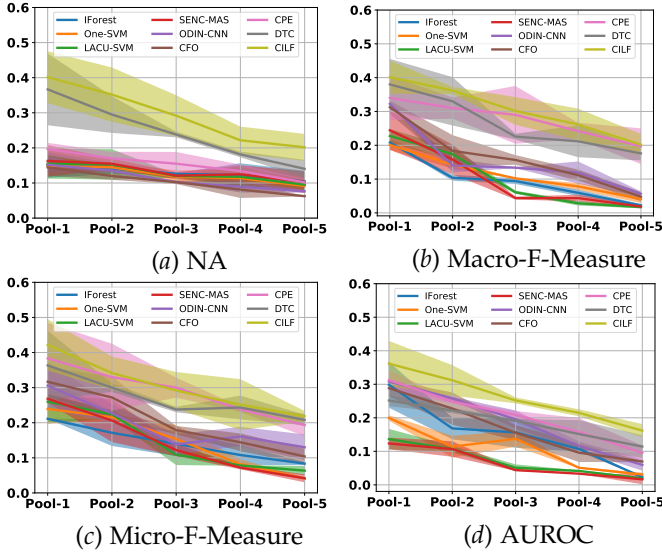 0.6
0.5
0.4
0.3
0.2
0.1
0.0
IForest
One-SVM
LACU-SVM
SENC-MAS
ODIN-CNN
CFO
CPE
DTC
CILF
Pool-1 Pool-2 Pool-3 Pool-4 Pool-5
(a) NA
0.6
0.5
0.4
0.3
0.2
0.1
0.0
IForest
One-SVM
LACU-SVM
SENC-MAS
ODIN-CNN
CFO
CPE
DTC
CILF
Pool-1 Pool-2 Pool-3 Pool-4 Pool-5
(b) Macro-F-Measure
0.6
0.5
0.4
0.3
0.2
0.1
0.0
IForest
One-SVM
LACU-SVM
SENC-MAS
ODIN-CNN
CFO
CPE
DTC
CILF
Pool-1 Pool-2 Pool-3 Pool-4 Pool-5
(c) Micro-F-Measure
0.6
0.5
0.4
0.3
0.2
0.1
0.0
IForest
One-SVM
LACU-SVM
SENC-MAS
ODIN-CNN
CFO
CPE
DTC
CILF
Pool-1 Pool-2 Pool-3 Pool-4 Pool-5
(d) AUROC